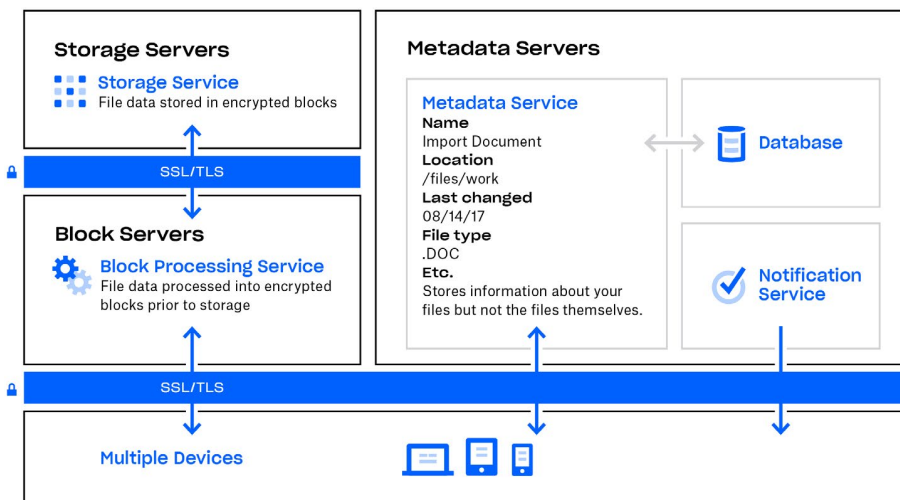 Storage Servers
Storage Service
File data stored in encrypted blocks
SSL/TLS
Block Servers
Block Processing Service
File data processed into encrypted
blocks prior to storage
Metadata Servers
Metadata Service
Name
Import Document
Location
/files/work
Last changed
08/14/17
File type
.DOC
Etc.
Stores information about your
files but not the files themselves.
Database
Notification
Service
SSL/TLS
Multiple Devices